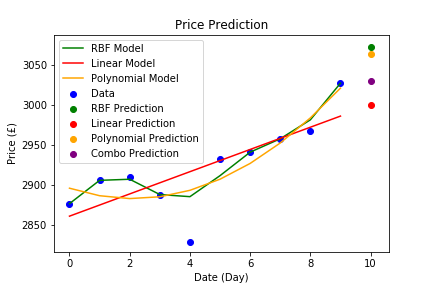 Price Prediction
RBF Model
Linear Model
Polynomial Model
Data
RBF Prediction
Linear Prediction
Polynomial Prediction
Combo Prediction
Price (£)
3050
3000
2950
2900
2850
0 2 4 6 8 10
Date (Day)